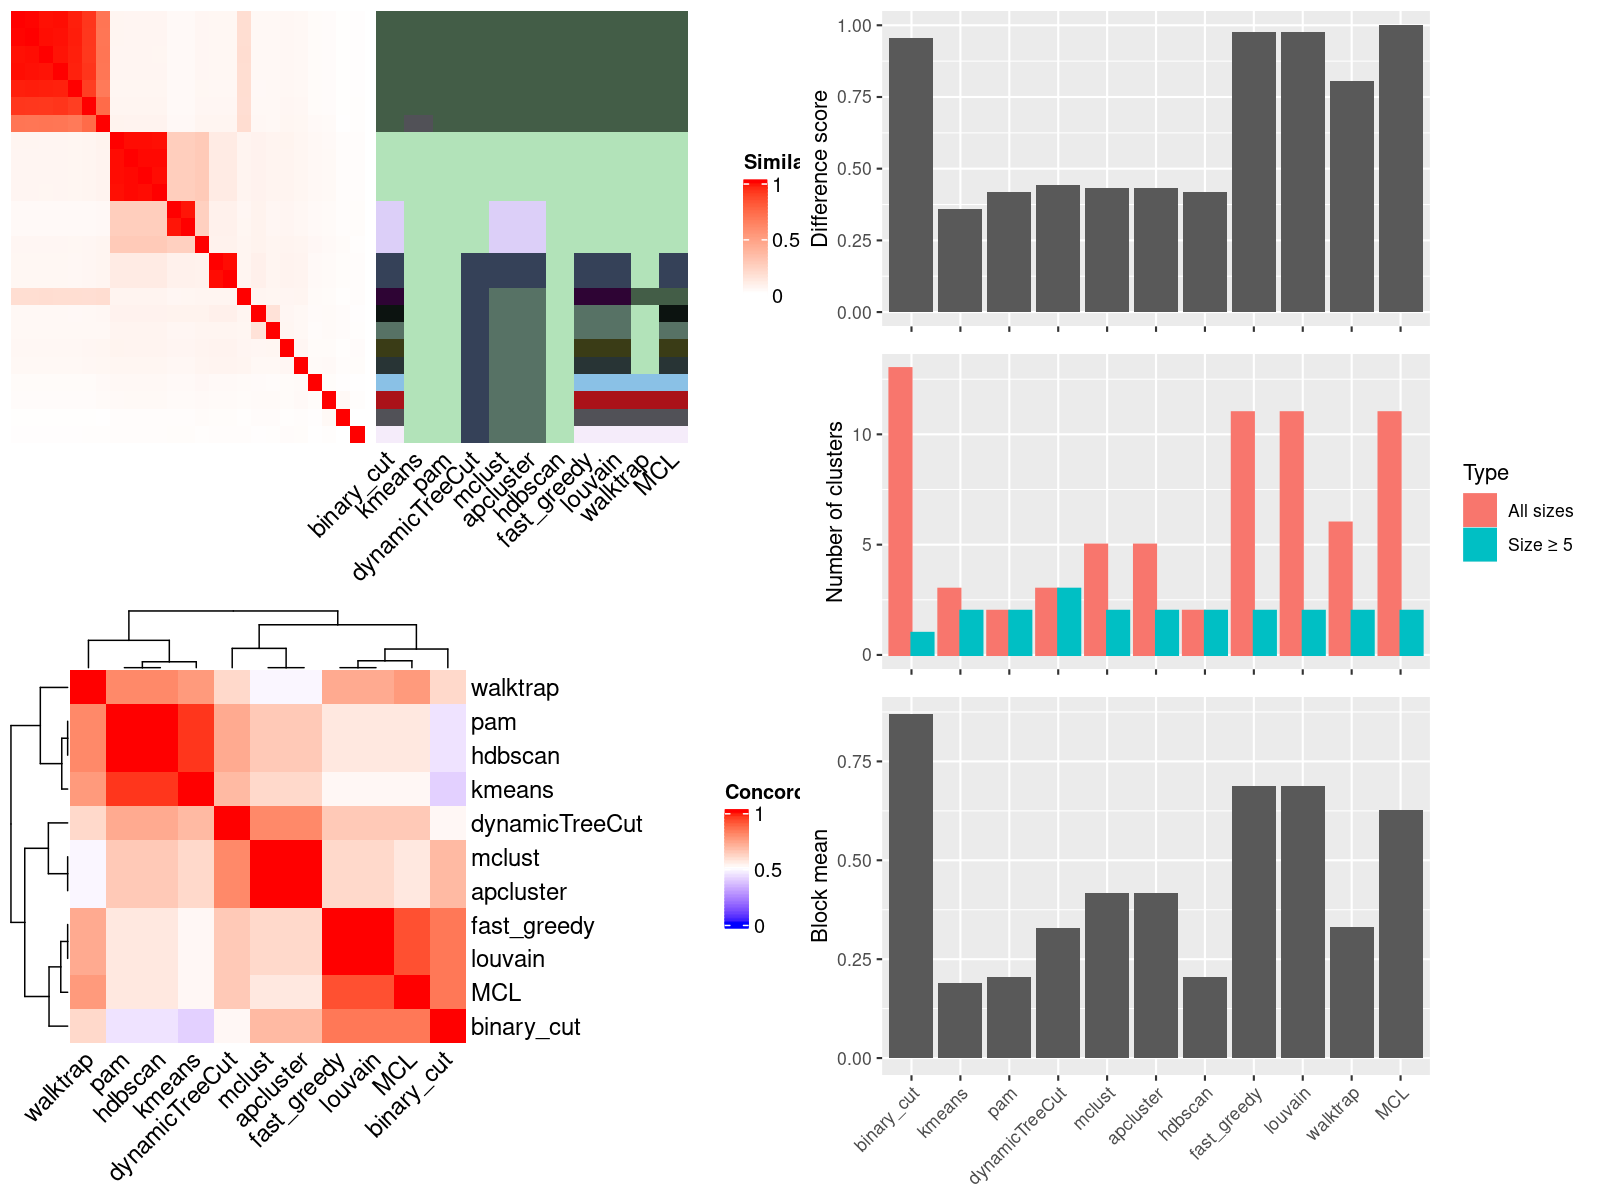 Simila
1
0.5
0
binary_cut
kmeans
pam
dynamicTreeCut
mclust
apcluster
hdbscan
fast_greedy
louvain
walktrap
MCL
walktrap
pam
hdbscan
kmeans
dynamicTreeCut
mclust
apcluster
fast_greedy
louvain
MCL
binary_cut
Concord
1
0.5
0
walktrap
pam
hdbscan
kmeans
dynamicTreeCut
mclust
apcluster
fast_greedy
louvain
MCL
binary_cut
Difference score
1.00
0.75
0.50
0.25
0.00
Number of clusters
10
5
0
Type
All sizes
Size ≥ 5
Block mean
0.75
0.50
0.25
0.00
binary_cut
kmeans
pam
dynamicTreeCut
mclust
apcluster
hdbscan
fast_greedy
louvain
walktrap
MCL